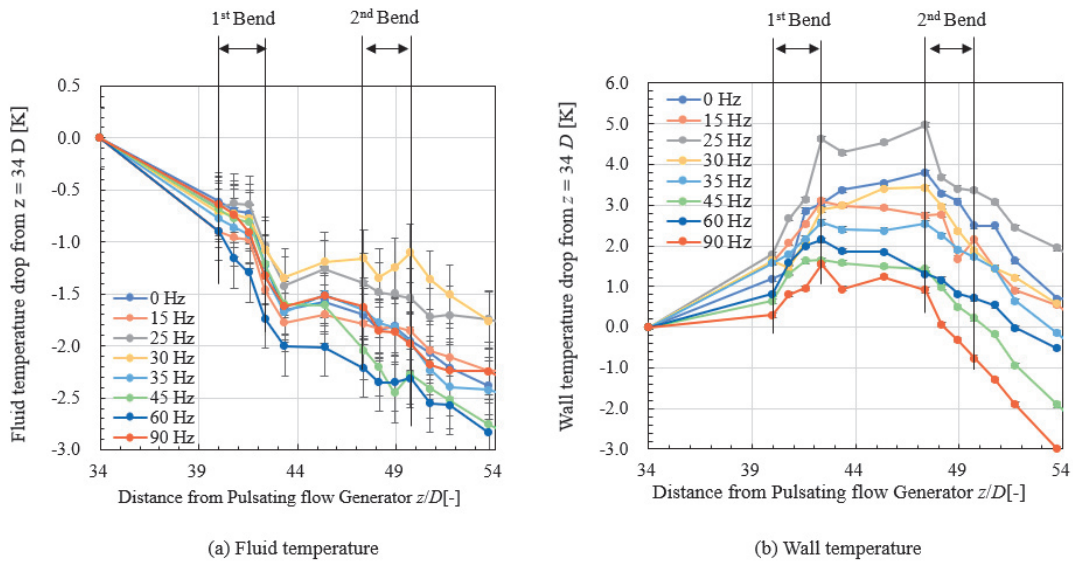 1st Bend
2nd Bend
0.5
0.0
-0.5
-1.0
-1.5
-2.0
-2.5
-3.0
Fluid temperature drop from z = 34 D [K]
0 Hz
15 Hz
25 Hz
30 Hz
35 Hz
45 Hz
60 Hz
90 Hz
34
39
44
49
54
Distance from Pulsating flow Generator z/D[-]
(a) Fluid temperature
1st Bend
2nd Bend
6.0
5.0
4.0
3.0
2.0
1.0
0.0
-1.0
-2.0
-3.0
Wall temperature drop from z = 34 D [K]
0 Hz
15 Hz
25 Hz
30 Hz
35 Hz
45 Hz
60 Hz
90 Hz
34
39
44
49
54
Distance from Pulsating flow Generator z/D[-]
(b) Wall temperature